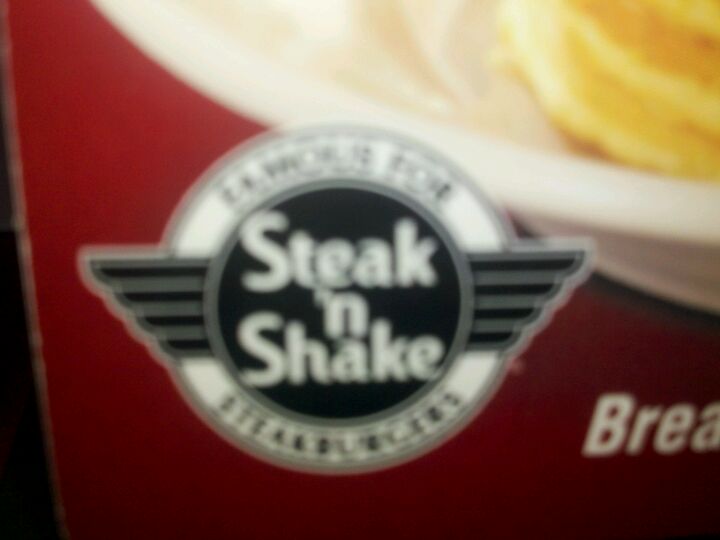 FAMOUS FOR
Steak
'n
Shake
STEAKBURGERS
Brea